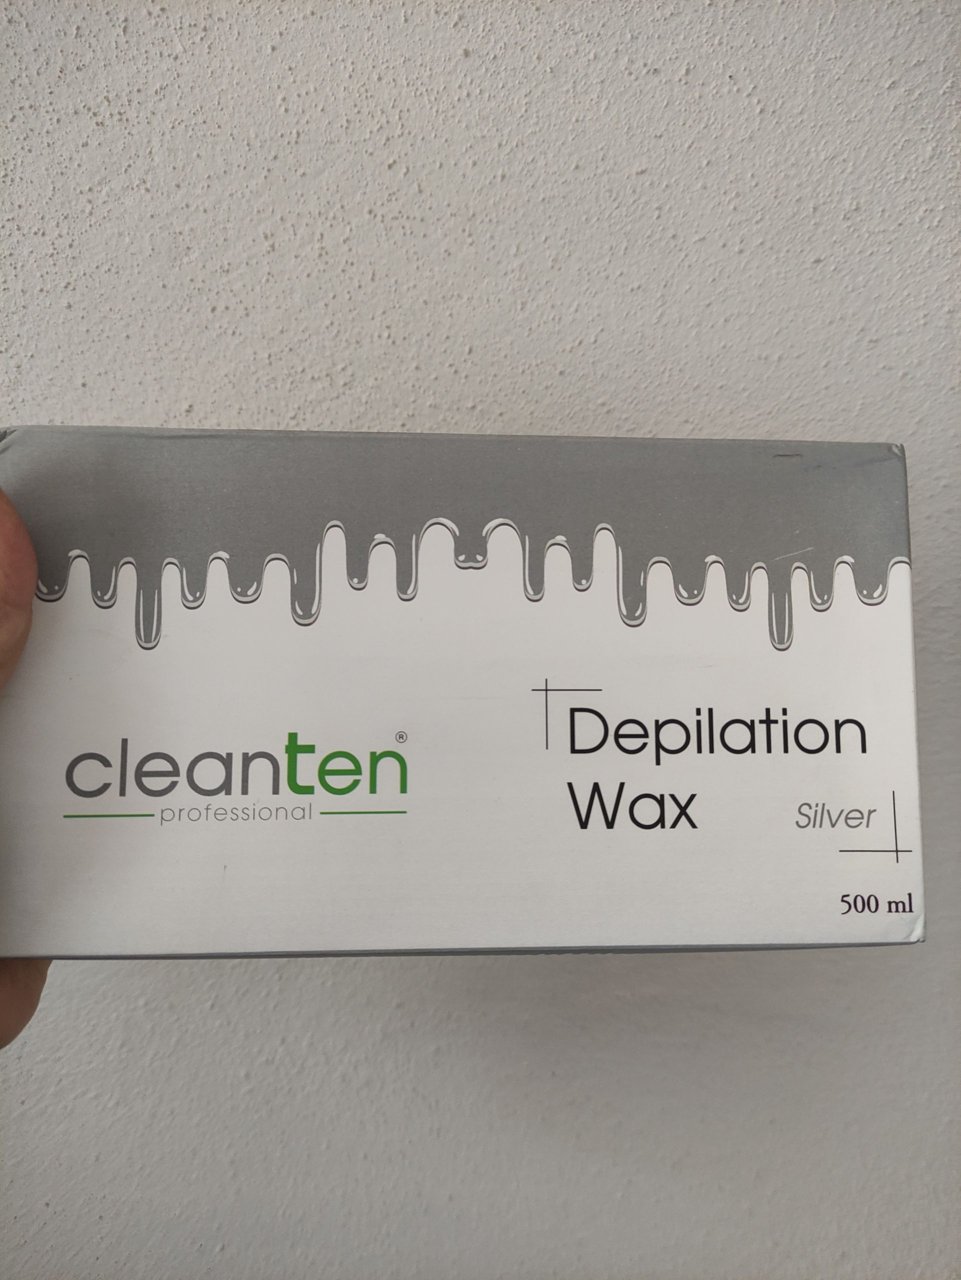 cleanten®
professional
Depilation
Wax
Silver
500 ml